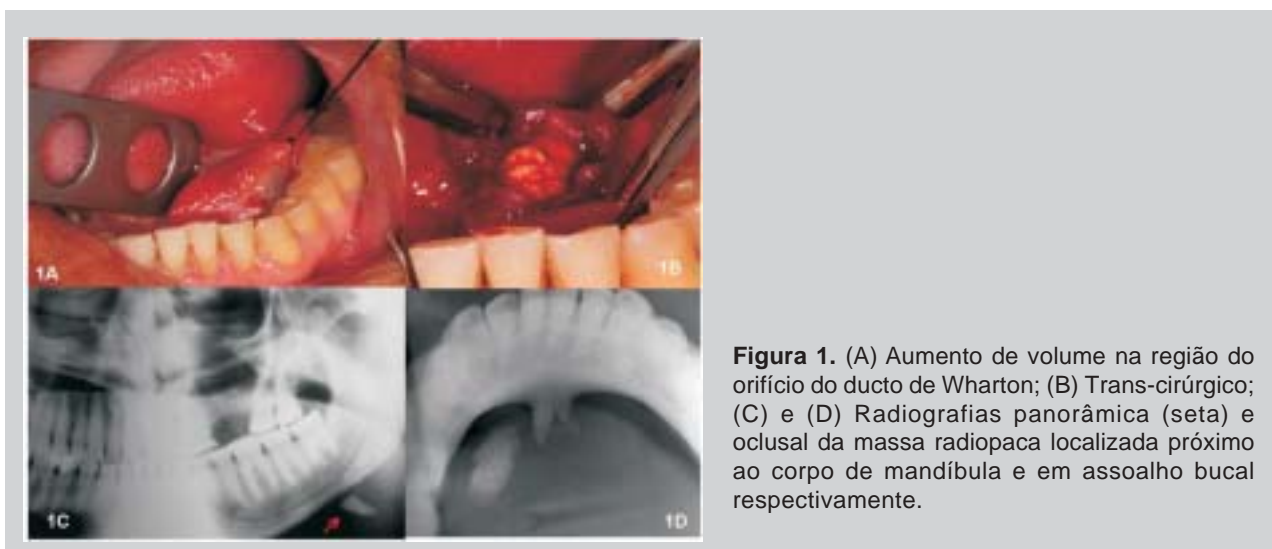 1A
1B
1C
1D
Figura 1. (A) Aumento de volume na região do
orifício do ducto de Wharton; (B) Trans-cirúrgico;
(C) e (D) Radiografias panorâmica (seta) e
oclusal da massa radiopaca localizada próximo
ao corpo de mandíbula e em assoalho bucal
respectivamente.